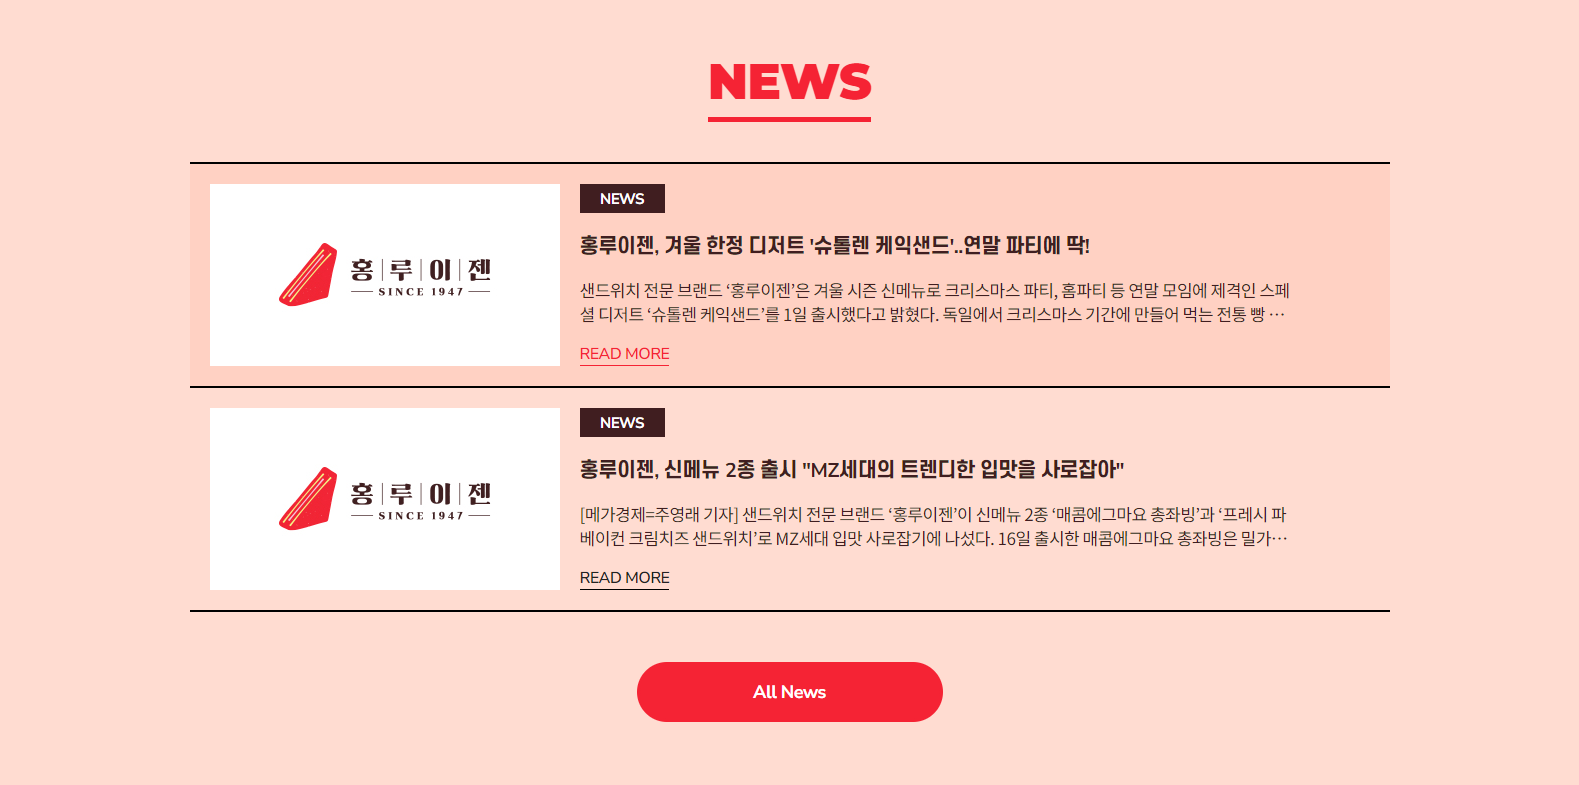 NEWS
홍루이젠
SINCE 1947
NEWS
홍루이젠, 겨울 한정 디저트 '슈톨렌 케익샌드'..연말 파티에 딱!
샌드위치 전문 브랜드 ‘홍루이젠’은 겨울 시즌 신메뉴로 크리스마스 파티, 홈파티 등 연말 모임에 제격인 스페
셜 디저트 ‘슈톨렌 케익샌드’를 1일 출시했다고 밝혔다. 독일에서 크리스마스 기간에 만들어 먹는 전통 빵 …
READ MORE
홍루이젠
SINCE 1947
NEWS
홍루이젠, 신메뉴 2종 출시 "MZ세대의 트렌디한 입맛을 사로잡아"
[메가경제=주영래 기자] 샌드위치 전문 브랜드 ‘홍루이젠’이 신메뉴 2종 ‘매콤에그마요 총좌빙’과 ‘프레시 파
베이컨 크림치즈 샌드위치’로 MZ세대 입맛 사로잡기에 나섰다. 16일 출시한 매콤에그마요 총좌빙은 밀가…
READ MORE
All News